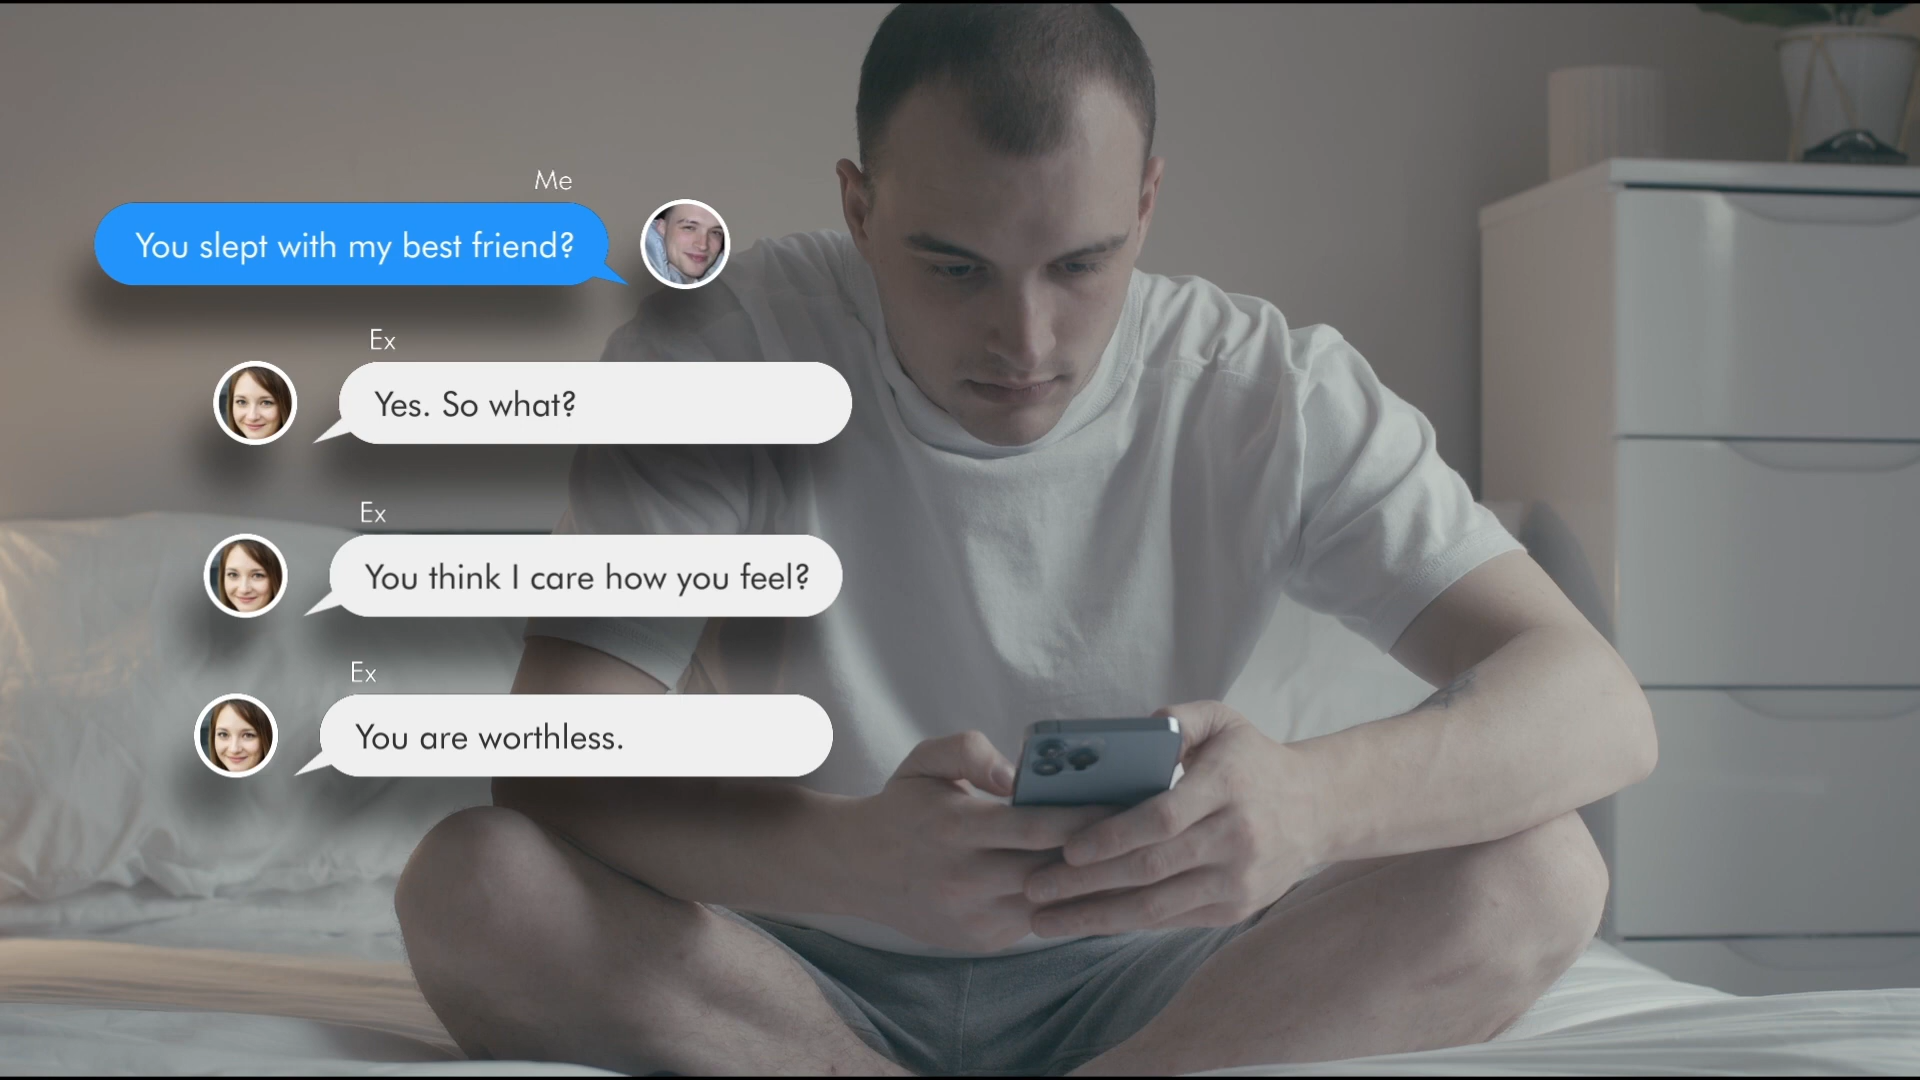 Me
You slept with my best friend?
Ex
Yes. So what?
Ex
You think I care how you feel?
Ex
You are worthless.